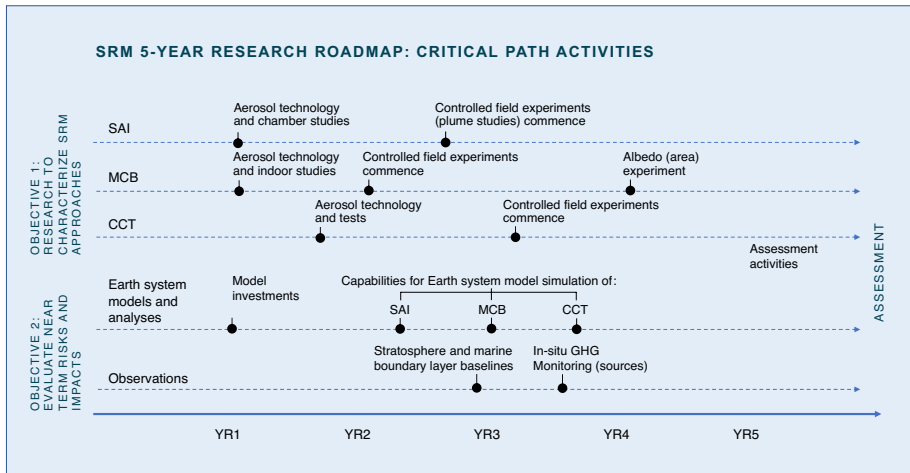 SRM 5-YEAR RESEARCH ROADMAP: CRITICAL PATH ACTIVITIES
OBJECTIVE 1:
RESEARCH TO
CHARACTERIZE SRM
APPROACHES
SAI
Aerosol technology
and chamber studies
Controlled field experiments
(plume studies) commence
MCB
Aerosol technology
and indoor studies
Controlled field experiments
commence
Albedo (area)
experiment
CCT
Aerosol technology
and tests
Controlled field experiments
commence
Assessment
activities
ASSESSMENT
OBJECTIVE 2:
EVALUATE NEAR
TERM RISKS AND
IMPACTS
Earth system
models and
analyses
Model
investments
Capabilities for Earth system model simulation of:
SAI
MCB
CCT
Observations
Stratosphere and marine
boundary layer baselines
In-situ GHG
Monitoring (sources)
YR1
YR2
YR3
YR4
YR5